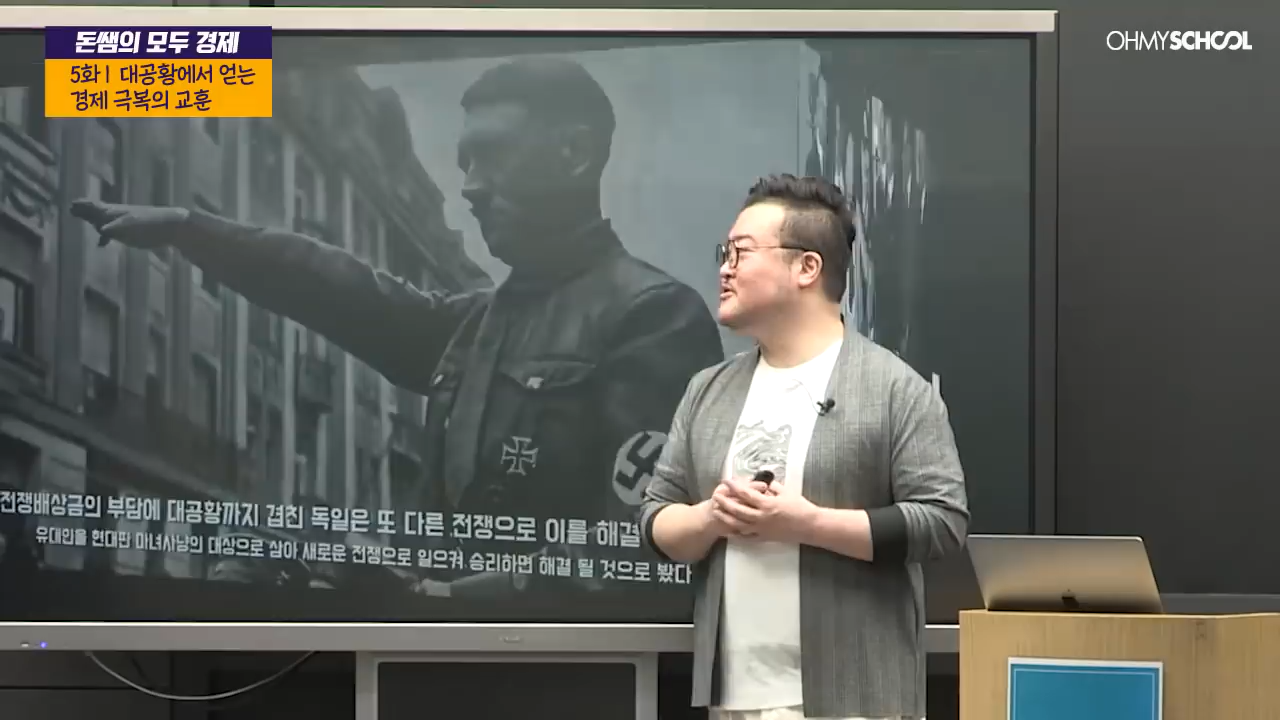 돈쌤의 모두 경제
5화 | 대공황에서 얻는
경제 극복의 교훈
OHMYSCHOOL
전쟁배상금의 부담에 대공황까지 겹친 독일은 또 다른 전쟁으로 이를 해결
유대인을 현대판 마녀사냥의 대상으로 삼아 새로운 전쟁으로 일으켜 승리하면 해결 될 것으로 봤다